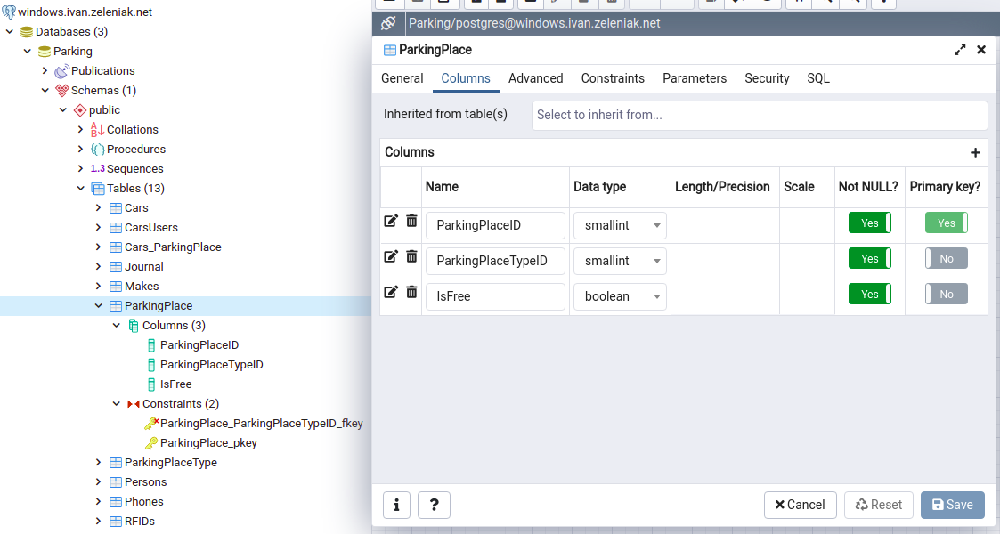 windows.ivan.zeleniak.net
Databases (3)
Parking
Publications
Schemas (1)
public
Collations
Procedures
1..3 Sequences
Tables (13)
Cars
CarsUsers
Cars_ParkingPlace
Journal
Makes
ParkingPlace
Columns (3)
ParkingPlaceID
ParkingPlaceTypeID
IsFree
Constraints (2)
ParkingPlace_ParkingPlaceTypeID_fkey
ParkingPlace_pkey
ParkingPlaceType
Persons
Phones
RFIDs
Parking/postgres@windows.ivan.zeleniak.net
ParkingPlace
General Columns Advanced Constraints Parameters Security SQL
Inherited from table(s) Select to inherit from...
Columns
Name Data type Length/Precision Scale Not NULL? Primary key?
ParkingPlaceID smallint Yes Yes
ParkingPlaceTypeID smallint Yes No
IsFree boolean Yes No
i ? Cancel Reset Save